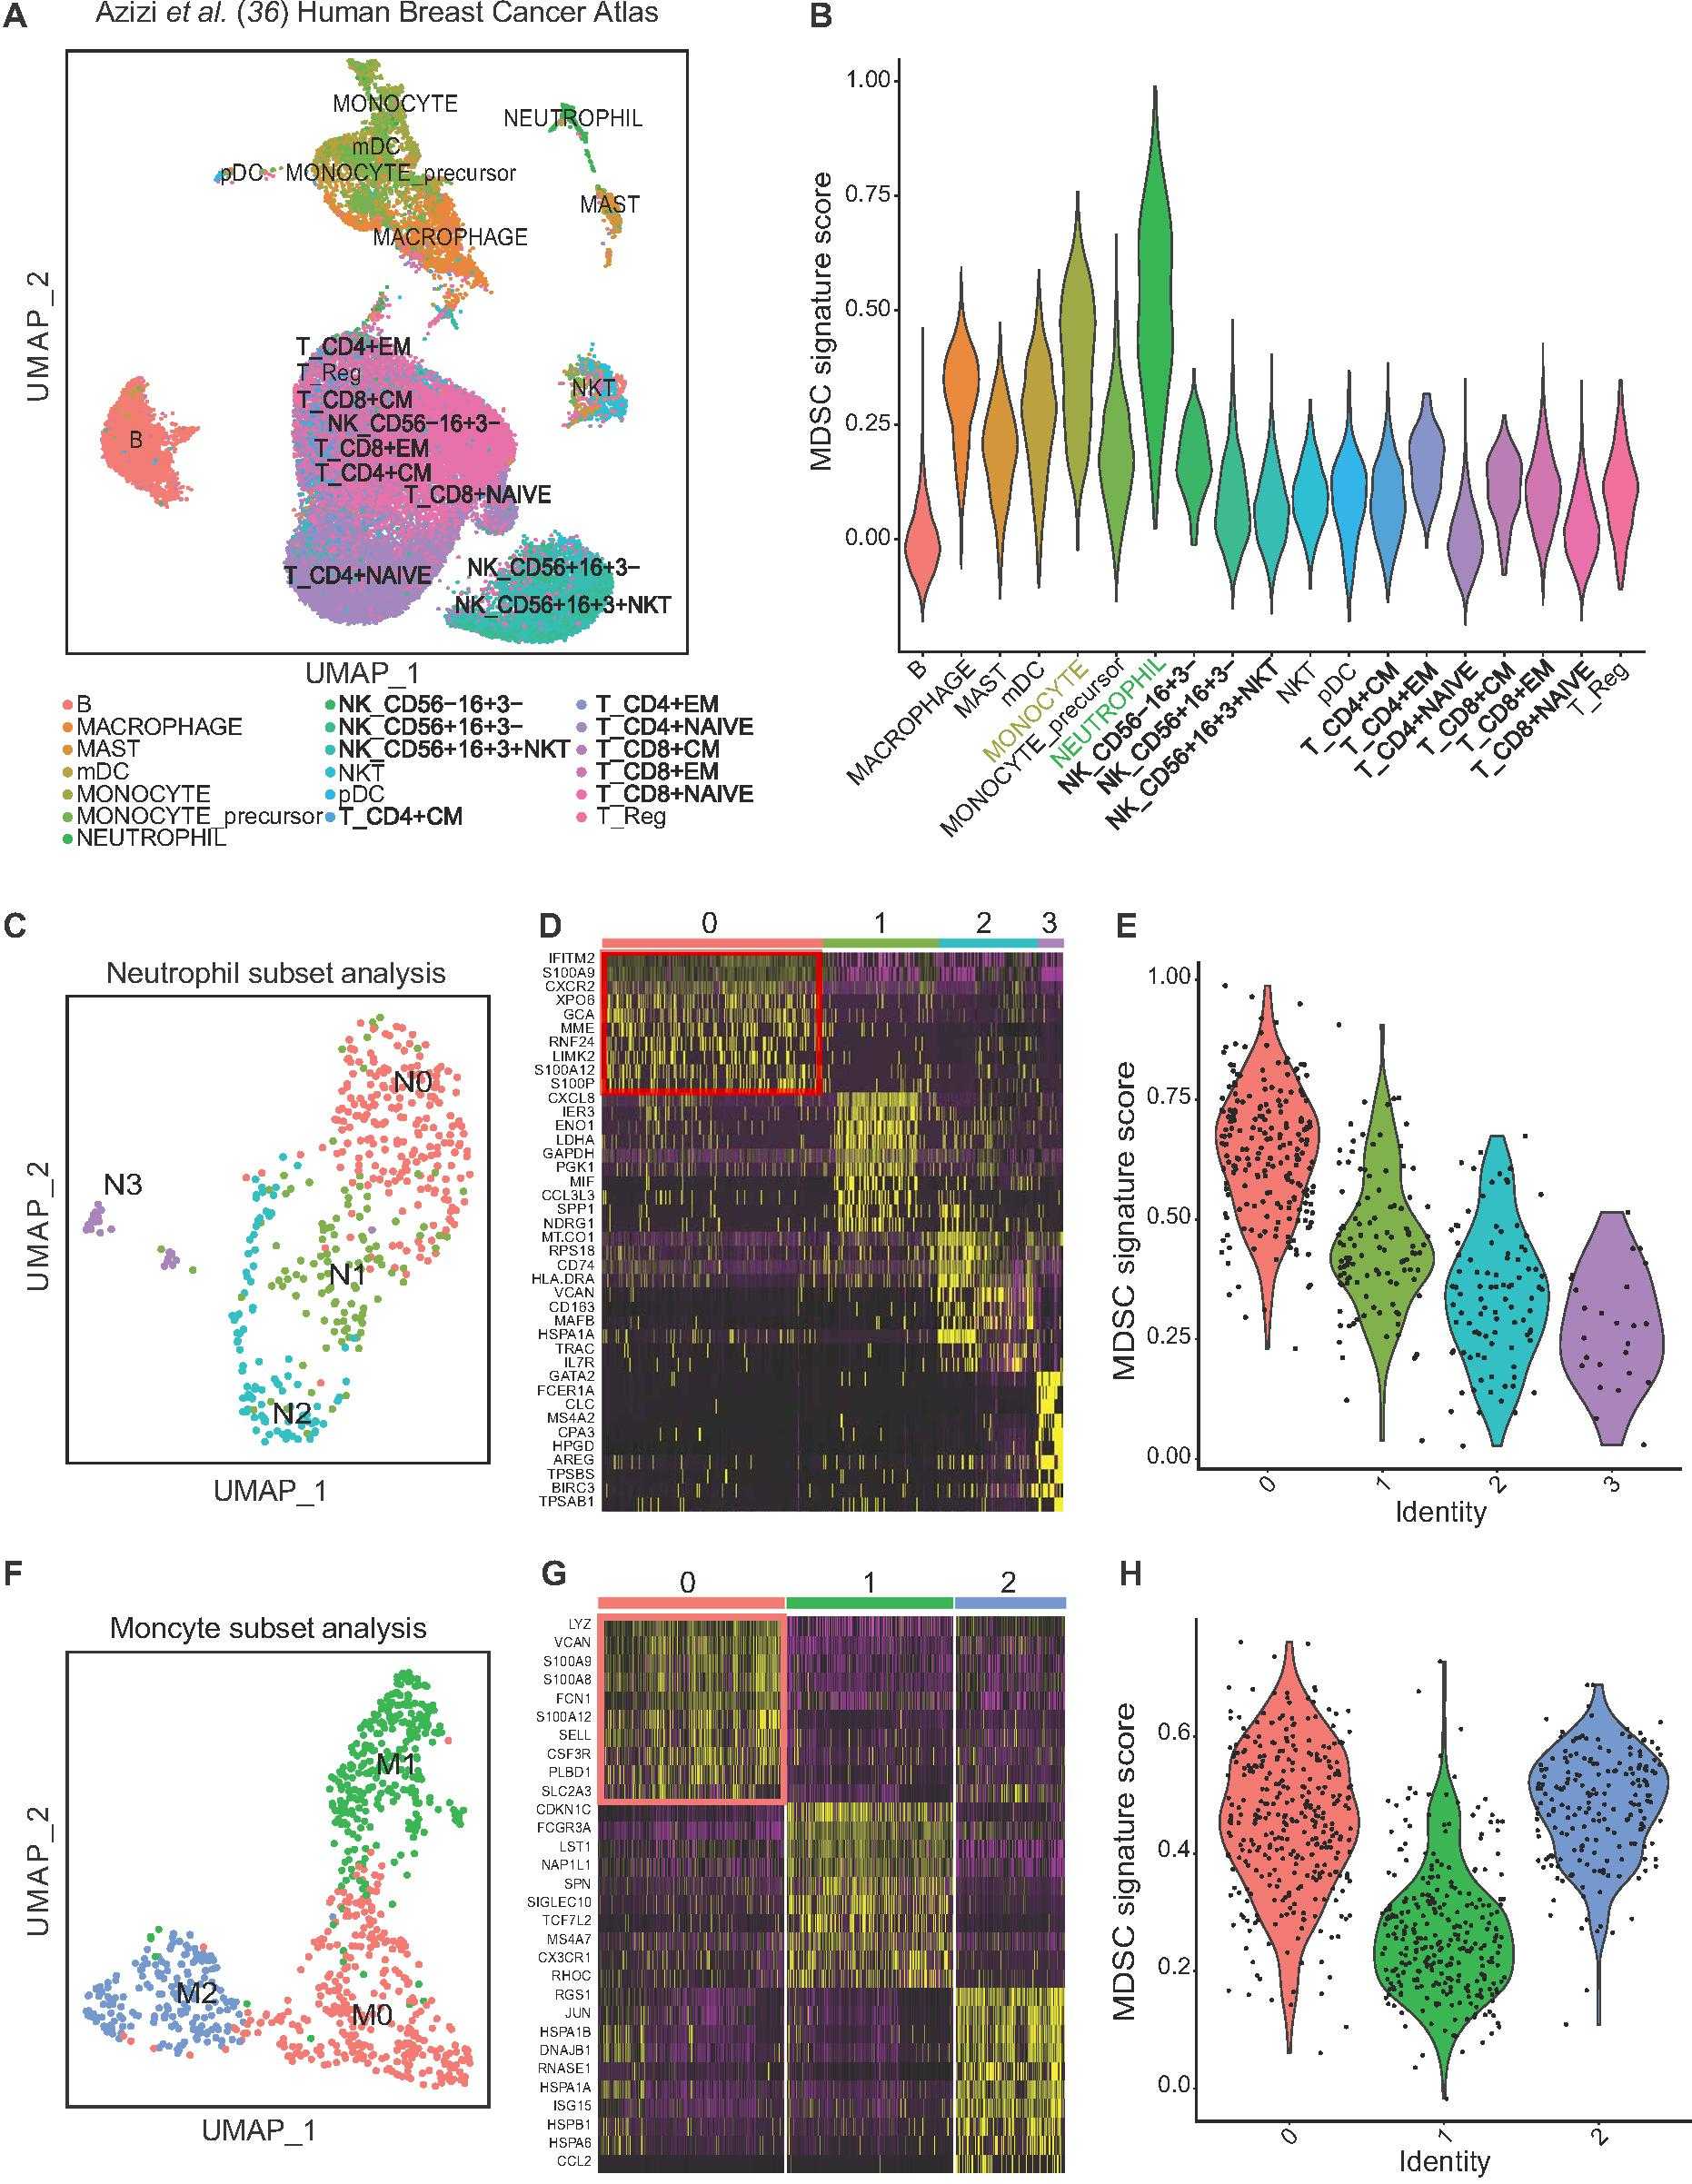 A
Azizi et al. (36) Human Breast Cancer Atlas
MONOCYTE
NEUTROPHIL
mDC
pDC
MONOCYTE_precursor
MAST
MACROPHAGE
T_CD4+EM
T_Reg
T_CD8+CM
NK_CD56−16+3−
T_CD8+EM
T_CD4+CM
T_CD8+NAIVE
NKT
B
T_CD4+NAIVE
NK_CD56+16+3−
NK_CD56+16+3+NKT
UMAP_2
UMAP_1
B
MACROPHAGE
MAST
mDC
MONOCYTE
MONOCYTE_precursor
NEUTROPHIL
NK_CD56−16+3−
NK_CD56+16+3−
NK_CD56+16+3+NKT
NKT
pDC
T_CD4+CM
T_CD4+EM
T_CD4+NAIVE
T_CD8+CM
T_CD8+EM
T_CD8+NAIVE
T_Reg
B
MDSC signature score
1.00
0.75
0.50
0.25
0.00
B
MACROPHAGE
MAST
mDC
MONOCYTE
MONOCYTE_precursor
NEUTROPHIL
NK_CD56−16+3−
NK_CD56+16+3−
NK_CD56+16+3+NKT
NKT
pDC
T_CD4+CM
T_CD4+EM
T_CD4+NAIVE
T_CD8+CM
T_CD8+EM
T_CD8+NAIVE
T_Reg
C
Neutrophil subset analysis
N0
N3
N1
N2
UMAP_2
UMAP_1
D
0 1 2 3
IFITM2
S100A9
CXCR2
XPO6
GCA
MME
RNF24
LIMK2
S100A12
S100P
CXCL8
IER3
ENO1
LDHA
GAPDH
PGK1
MIF
CCL3L3
SPP1
NDRG1
MT.CO1
RPS18
CD74
HLA.DRA
VCAN
CD163
MAFB
HSPA1A
TRAC
IL7R
GATA2
FCER1A
CLC
MS4A2
CPA3
HPGD
AREG
TPSBS
BIRC3
TPSAB1
E
MDSC signature score
1.00
0.75
0.50
0.25
0.00
0 1 2 3
Identity
F
Moncyte subset analysis
M1
M2
M0
UMAP_2
UMAP_1
G
0 1 2
LYZ
VCAN
S100A9
S100A8
FCN1
S100A12
SELL
CSF3R
PLBD1
SLC2A3
CDKN1C
FCGR3A
LST1
NAP1L1
SPN
SIGLEC10
TCF7L2
MS4A7
CX3CR1
RHOC
RGS1
JUN
HSPA1B
DNAJB1
RNASE1
HSPA1A
ISG15
HSPB1
HSPA6
CCL2
H
MDSC signature score
0.6
0.4
0.2
0.0
0 1 2
Identity